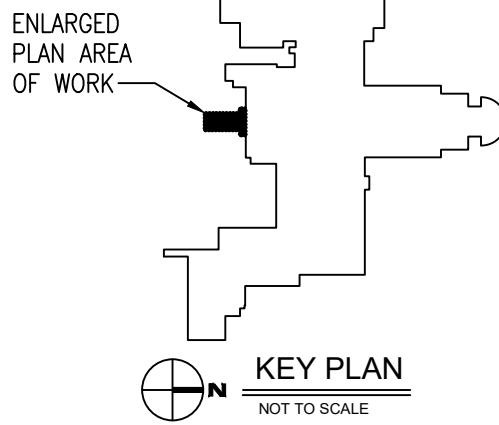 ENLARGED
PLAN AREA
OF WORK
N
KEY PLAN
NOT TO SCALE